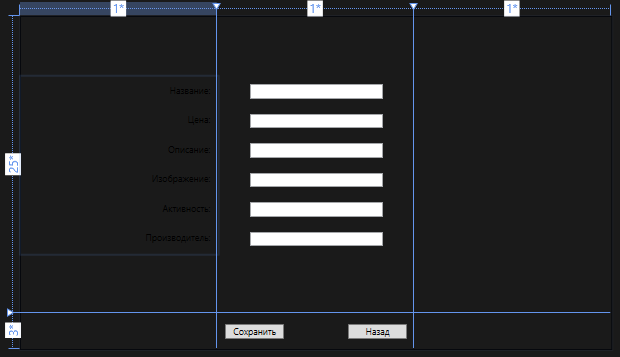 1* 1* 1*
Название:
Цена:
Описание:
Изображение:
Активность:
Производитель:
25*
3*
Сохранить Назад